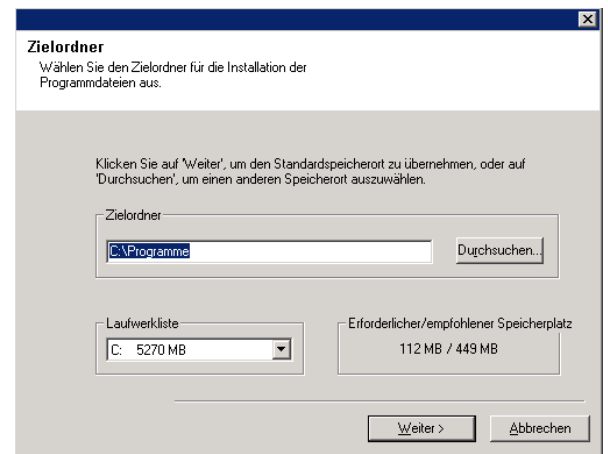 Zielordner
Wählen Sie den Zielordner für die Installation der
Programmdateien aus.
Klicken Sie auf 'Weiter', um den Standardspeicherort zu übernehmen, oder auf
'Durchsuchen', um einen anderen Speicherort auszuwählen.
Zielordner
C:\Programme
Durchsuchen...
Laufwerkliste
C: 5270 MB
Erforderlicher/empfohlener Speicherplatz
112 MB / 449 MB
Weiter >
Abbrechen